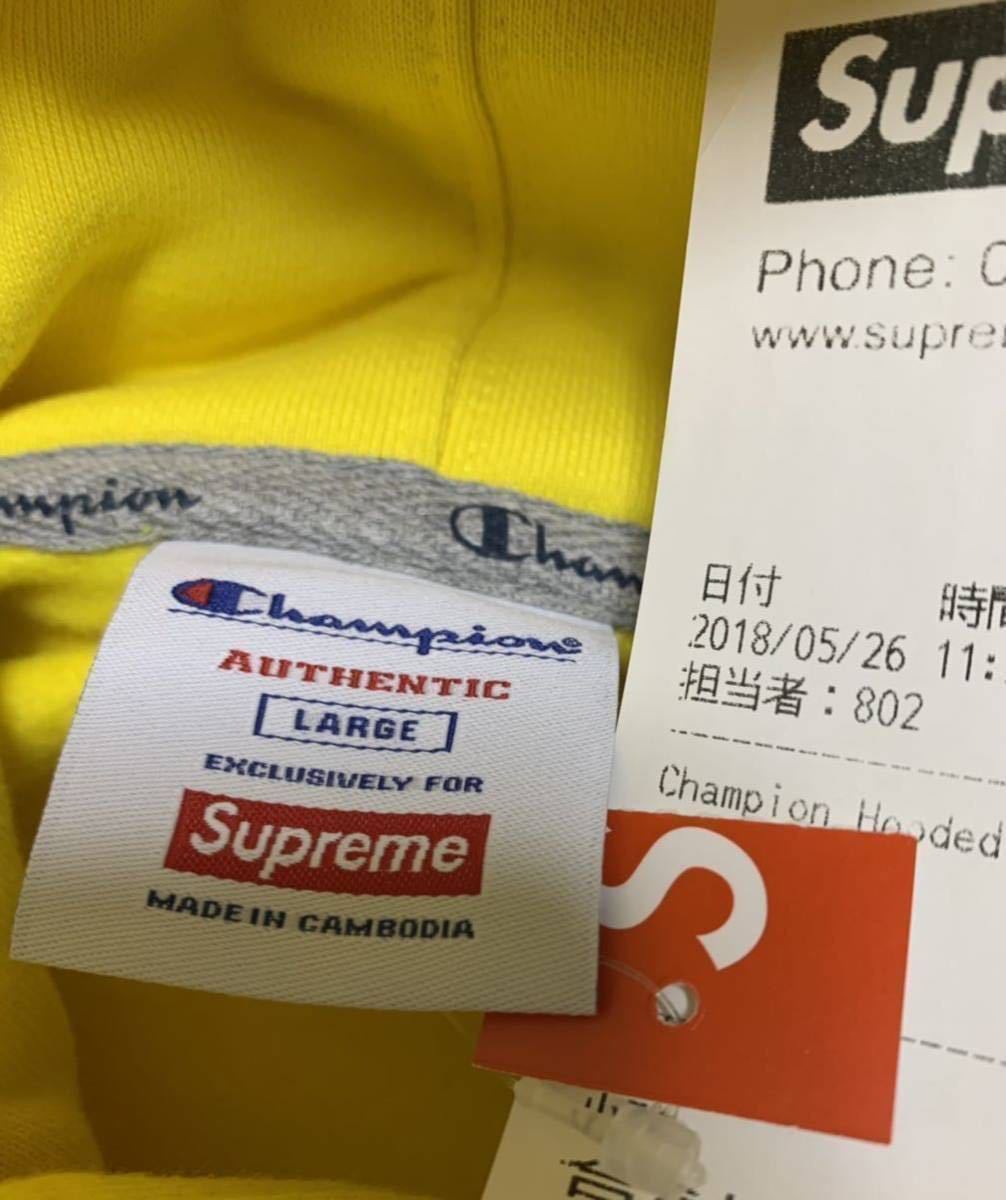 mpion
Cham
Champion®
AUTHENTIC
LARGE
EXCLUSIVELY FOR
Supreme
MADE IN CAMBODIA
Sup
Phone:
www.supre
日付 時間
2018/05/26 11:
担当者:802
Champion Hooded
S